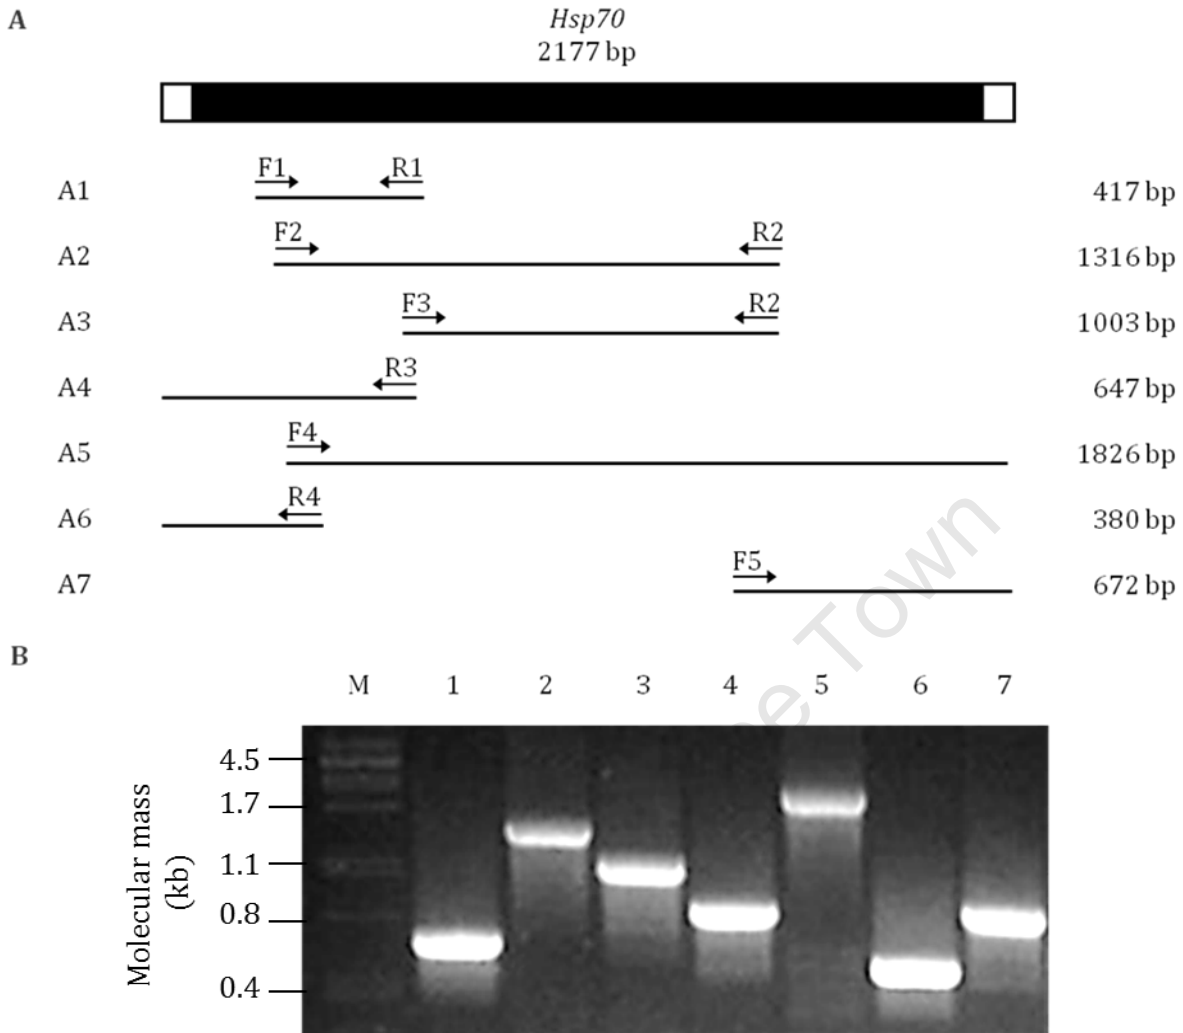 A
Hsp70
2177 bp
F1 R1
A1 417 bp
F2 R2
A2 1316 bp
F3 R2
A3 1003 bp
R3
A4 647 bp
F4
A5 1826 bp
R4
A6 380 bp
F5
A7 672 bp
B
M 1 2 3 4 5 6 7
Molecular mass
(kb)
4.5
1.7
1.1
0.8
0.4
Town